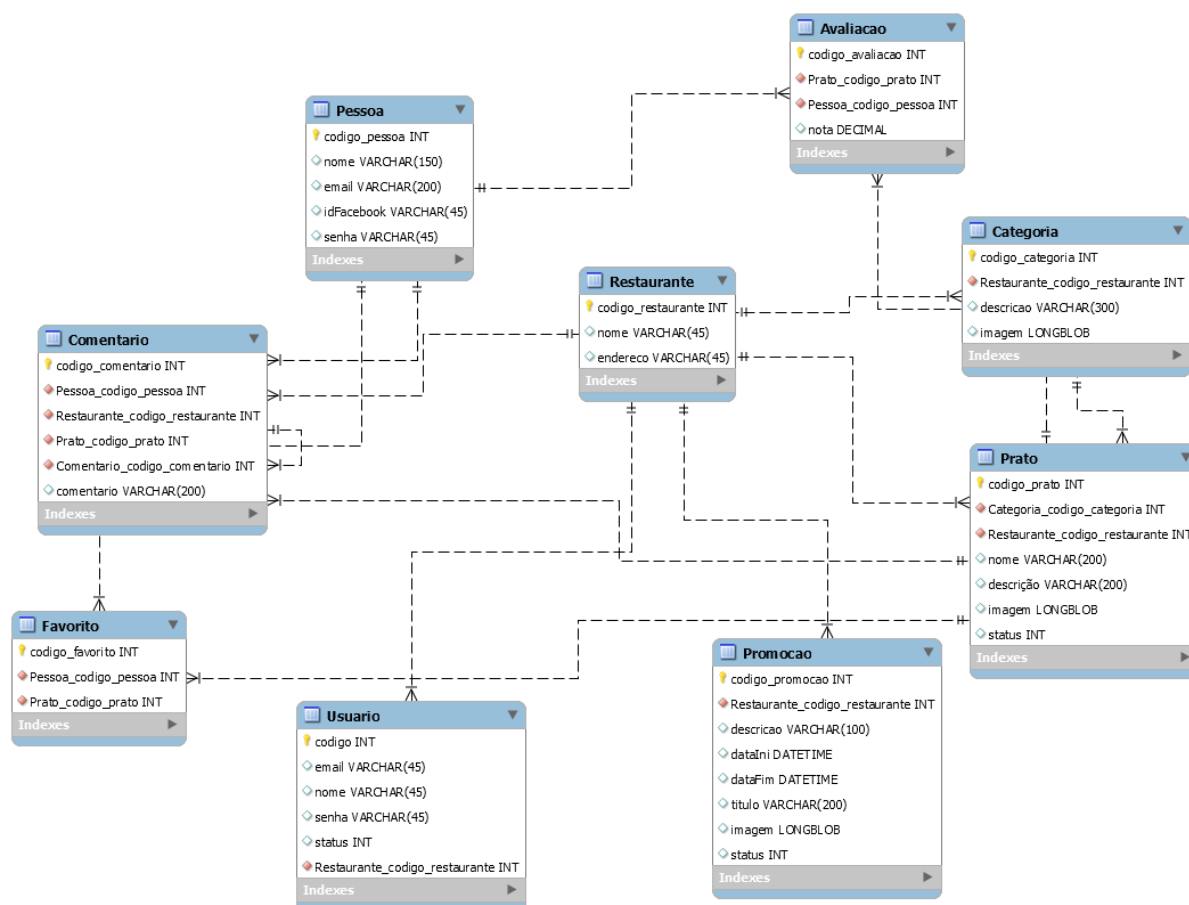 Avaliacao
codigo_avaliacao INT
Prato_codigo_prato INT
Pessoa_codigo_pessoa INT
nota DECIMAL
Indexes
Pessoa
codigo_pessoa INT
nome VARCHAR(150)
email VARCHAR(200)
idFacebook VARCHAR(45)
senha VARCHAR(45)
Indexes
Categoria
codigo_categoria INT
Restaurante_codigo_restaurante INT
descricao VARCHAR(300)
imagem LONGBLOB
Indexes
Restaurante
codigo_restaurante INT
nome VARCHAR(45)
endereco VARCHAR(45)
Indexes
Comentario
codigo_comentario INT
Pessoa_codigo_pessoa INT
Restaurante_codigo_restaurante INT
Prato_codigo_prato INT
Comentario_codigo_comentario INT
comentario VARCHAR(200)
Indexes
Prato
codigo_prato INT
Categoria_codigo_categoria INT
Restaurante_codigo_restaurante INT
nome VARCHAR(200)
descrição VARCHAR(200)
imagem LONGBLOB
status INT
Indexes
Favorito
codigo_favorito INT
Pessoa_codigo_pessoa INT
Prato_codigo_prato INT
Indexes
Promocao
codigo_promocao INT
Restaurante_codigo_restaurante INT
descricao VARCHAR(100)
dataIni DATETIME
dataFim DATETIME
titulo VARCHAR(200)
imagem LONGBLOB
status INT
Indexes
Usuario
codigo INT
email VARCHAR(45)
nome VARCHAR(45)
senha VARCHAR(45)
status INT
Restaurante_codigo_restaurante INT
Indexes